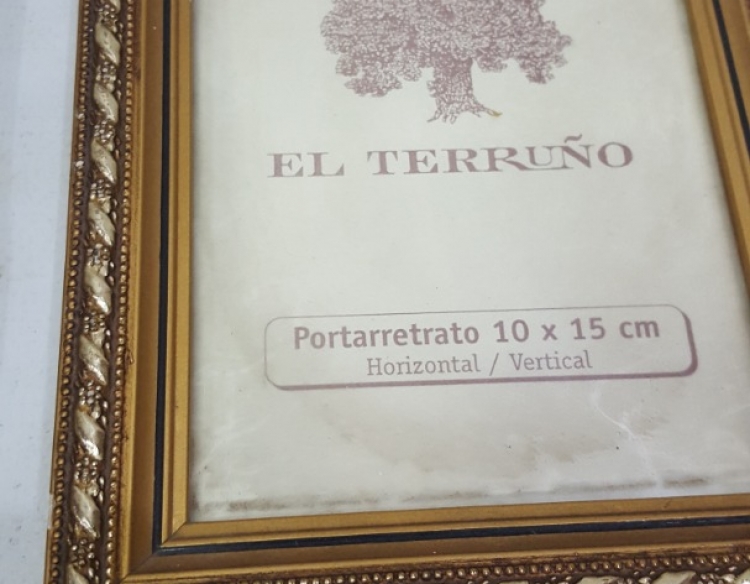 EL TERRUÑO
Portarretrato 10 x 15 cm
Horizontal / Vertical